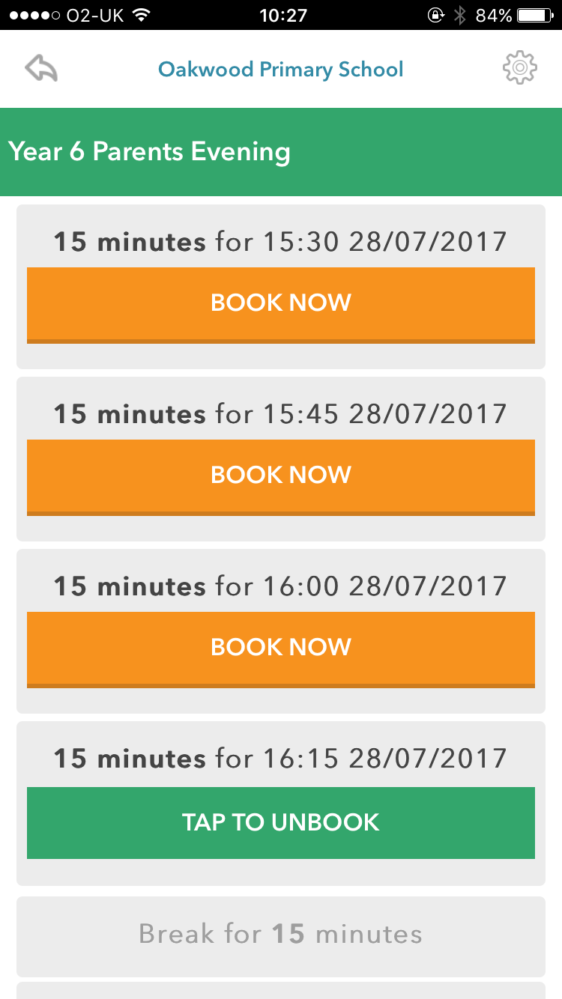 O2-UK 10:27 84%
Oakwood Primary School
Year 6 Parents Evening
15 minutes for 15:30 28/07/2017
BOOK NOW
15 minutes for 15:45 28/07/2017
BOOK NOW
15 minutes for 16:00 28/07/2017
BOOK NOW
15 minutes for 16:15 28/07/2017
TAP TO UNBOOK
Break for 15 minutes